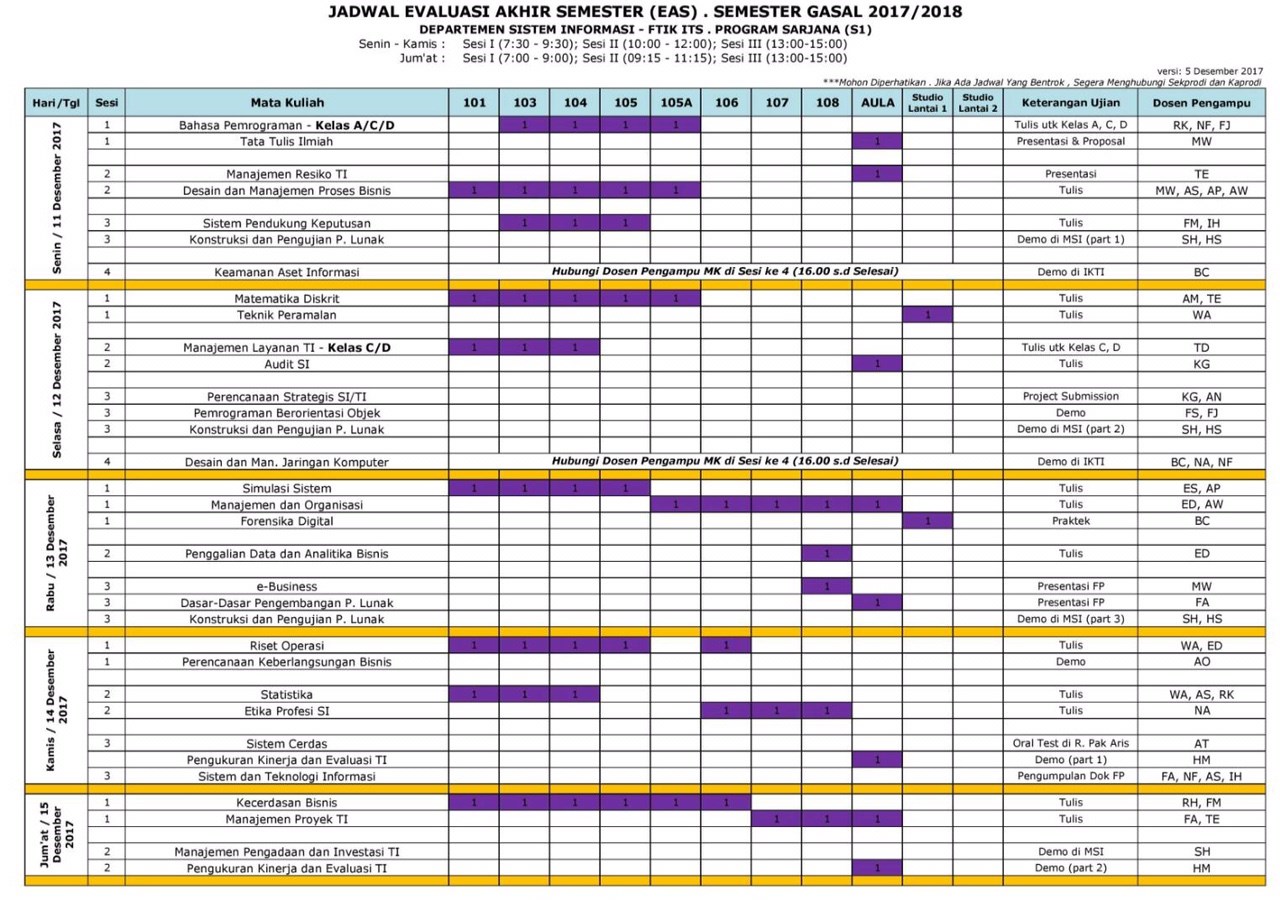 JADWAL EVALUASI AKHIR SEMESTER (EAS) . SEMESTER GASAL 2017/2018
DEPARTEMEN SISTEM INFORMASI - FTIK ITS . PROGRAM SARJANA (S1)
Senin - Kamis : Sesi I (7:30 - 9:30); Sesi II (10:00 - 12:00); Sesi III (13:00-15:00)
Jum'at : Sesi I (7:00 - 9:00); Sesi II (09:15 - 11:15); Sesi III (13:00-15:00)
versi: 5 Desember 2017
***Mohon Diperhatikan . Jika Ada Jadwal Yang Bentrok , Segera Menghubungi Sekprodi dan Kaprodi
Hari/Tgl Sesi Mata Kuliah 101 103 104 105 105A 106 107 108 AULA Studio Lantai 1 Studio Lantai 2 Keterangan Ujian Dosen Pengampu
Senin / 11 Desember 2017
1 Bahasa Pemrograman - Kelas A/C/D 1 1 1 1 Tulis utk Kelas A, C, D RK, NF, FJ
1 Tata Tulis Ilmiah 1 Presentasi & Proposal MW
2 Manajemen Resiko TI 1 Presentasi TE
2 Desain dan Manajemen Proses Bisnis 1 1 1 1 1 Tulis MW, AS, AP, AW
3 Sistem Pendukung Keputusan 1 1 1 Tulis FM, IH
3 Konstruksi dan Pengujian P. Lunak Demo di MSI (part 1) SH, HS
4 Keamanan Aset Informasi Hubungi Dosen Pengampu MK di Sesi ke 4 (16.00 s.d Selesai) Demo di IKTI BC
Selasa / 12 Desember 2017
1 Matematika Diskrit 1 1 1 1 1 Tulis AM, TE
1 Teknik Peramalan 1 Tulis WA
2 Manajemen Layanan TI - Kelas C/D 1 1 1 Tulis utk Kelas C, D TD
2 Audit SI 1 Tulis KG
3 Perencanaan Strategis SI/TI Project Submission KG, AN
3 Pemrograman Berorientasi Objek Demo FS, FJ
3 Konstruksi dan Pengujian P. Lunak Demo di MSI (part 2) SH, HS
4 Desain dan Man. Jaringan Komputer Hubungi Dosen Pengampu MK di Sesi ke 4 (16.00 s.d Selesai) Demo di IKTI BC, NA, NF
Rabu / 13 Desember 2017
1 Simulasi Sistem 1 1 1 1 Tulis ES, AP
1 Manajemen dan Organisasi 1 1 1 1 1 Tulis ED, AW
1 Forensika Digital 1 Praktek BC
2 Penggalian Data dan Analitika Bisnis 1 Tulis ED
3 e-Business 1 Presentasi FP MW
3 Dasar-Dasar Pengembangan P. Lunak 1 Presentasi FP FA
3 Konstruksi dan Pengujian P. Lunak Demo di MSI (part 3) SH, HS
Kamis / 14 Desember 2017
1 Riset Operasi 1 1 1 1 1 Tulis WA, ED
1 Perencanaan Keberlangsungan Bisnis Demo AO
2 Statistika 1 1 1 Tulis WA, AS, RK
2 Etika Profesi SI 1 1 1 Tulis NA
3 Sistem Cerdas Oral Test di R. Pak Aris AT
Pengukuran Kinerja dan Evaluasi TI 1 Demo (part 1) HM
3 Sistem dan Teknologi Informasi Pengumpulan Dok FP FA, NF, AS, IH
Jum'at / 15 Desember 2017
1 Kecerdasan Bisnis 1 1 1 1 1 1 Tulis RH, FM
1 Manajemen Proyek TI 1 1 1 Tulis FA, TE
2 Manajemen Pengadaan dan Investasi TI Demo di MSI SH
2 Pengukuran Kinerja dan Evaluasi TI 1 Demo (part 2) HM